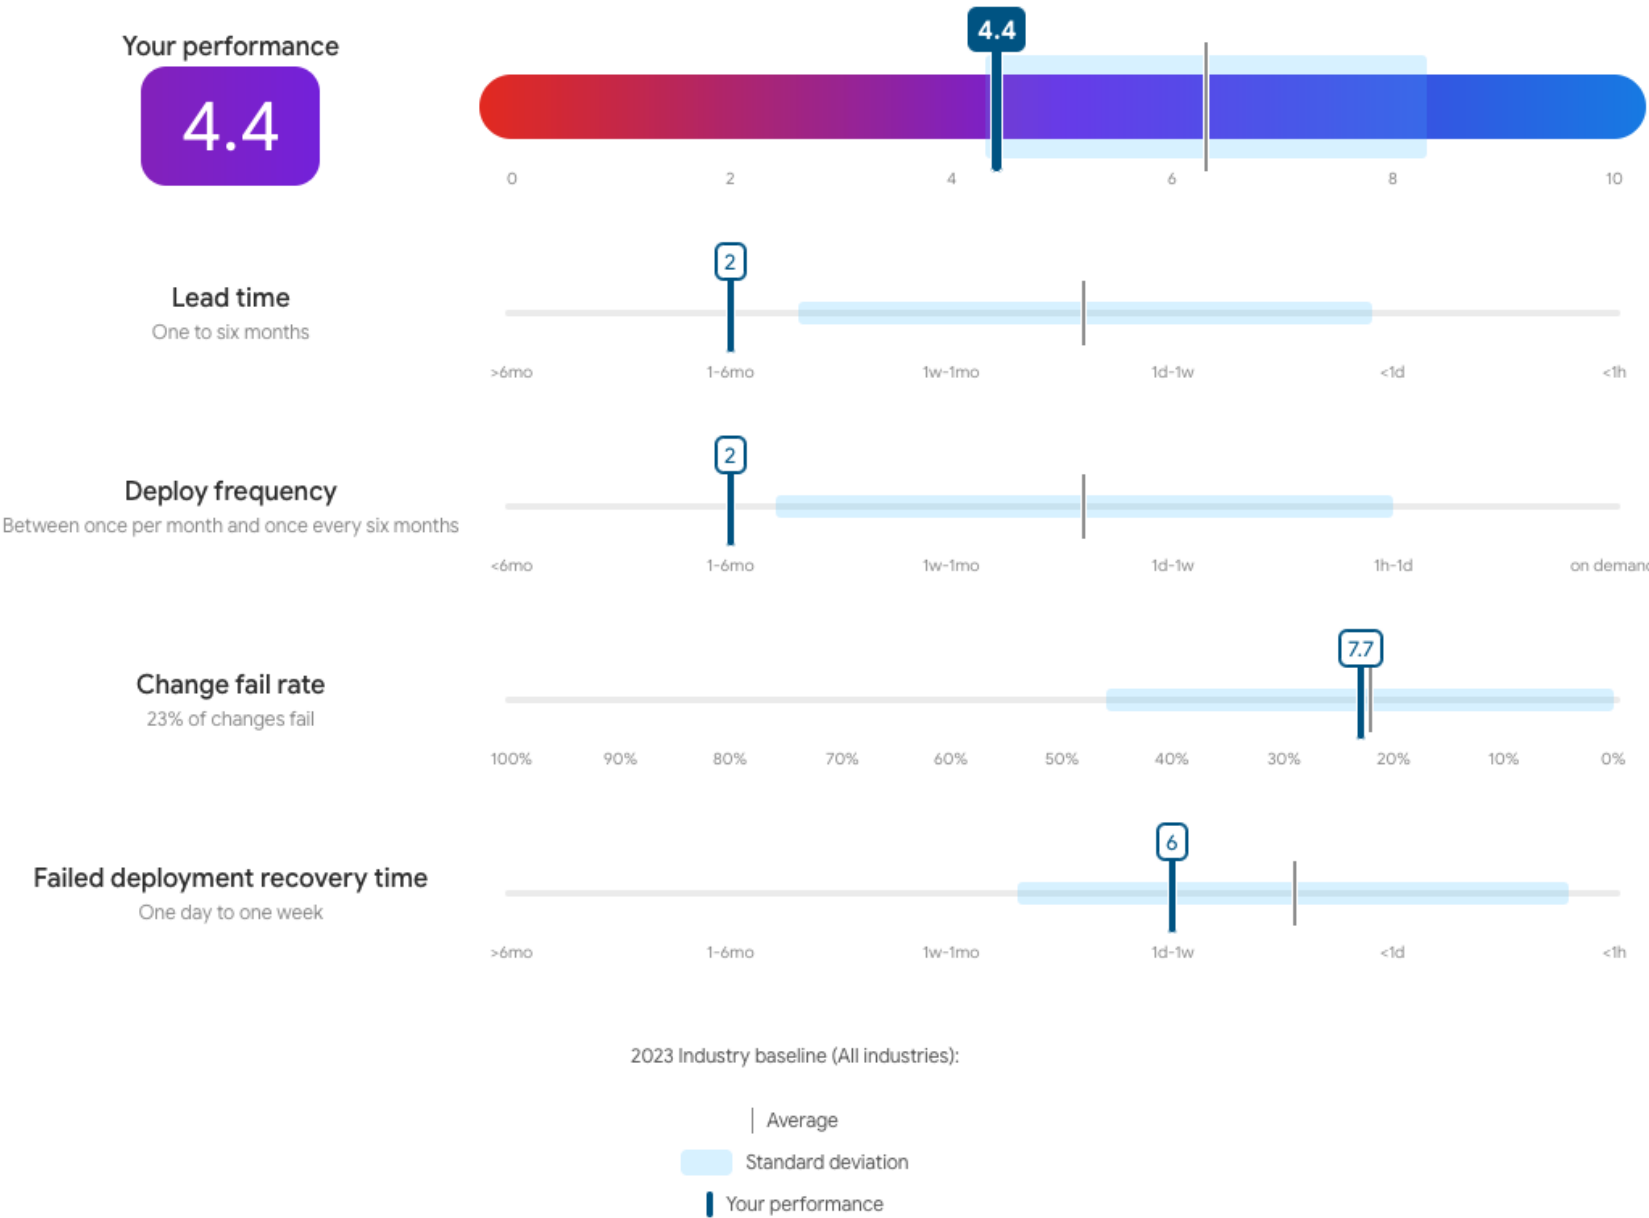 Your performance
4.4
4.4
0 2 4 6 8 10
Lead time
One to six months
2
>6mo 1-6mo 1w-1mo 1d-1w <1d <1h
Deploy frequency
Between once per month and once every six months
2
<6mo 1-6mo 1w-1mo 1d-1w 1h-1d on deman
Change fail rate
23% of changes fail
7.7
100% 90% 80% 70% 60% 50% 40% 30% 20% 10% 0%
Failed deployment recovery time
One day to one week
6
>6mo 1-6mo 1w-1mo 1d-1w <1d <1h
2023 Industry baseline (All industries):
Average
Standard deviation
Your performance